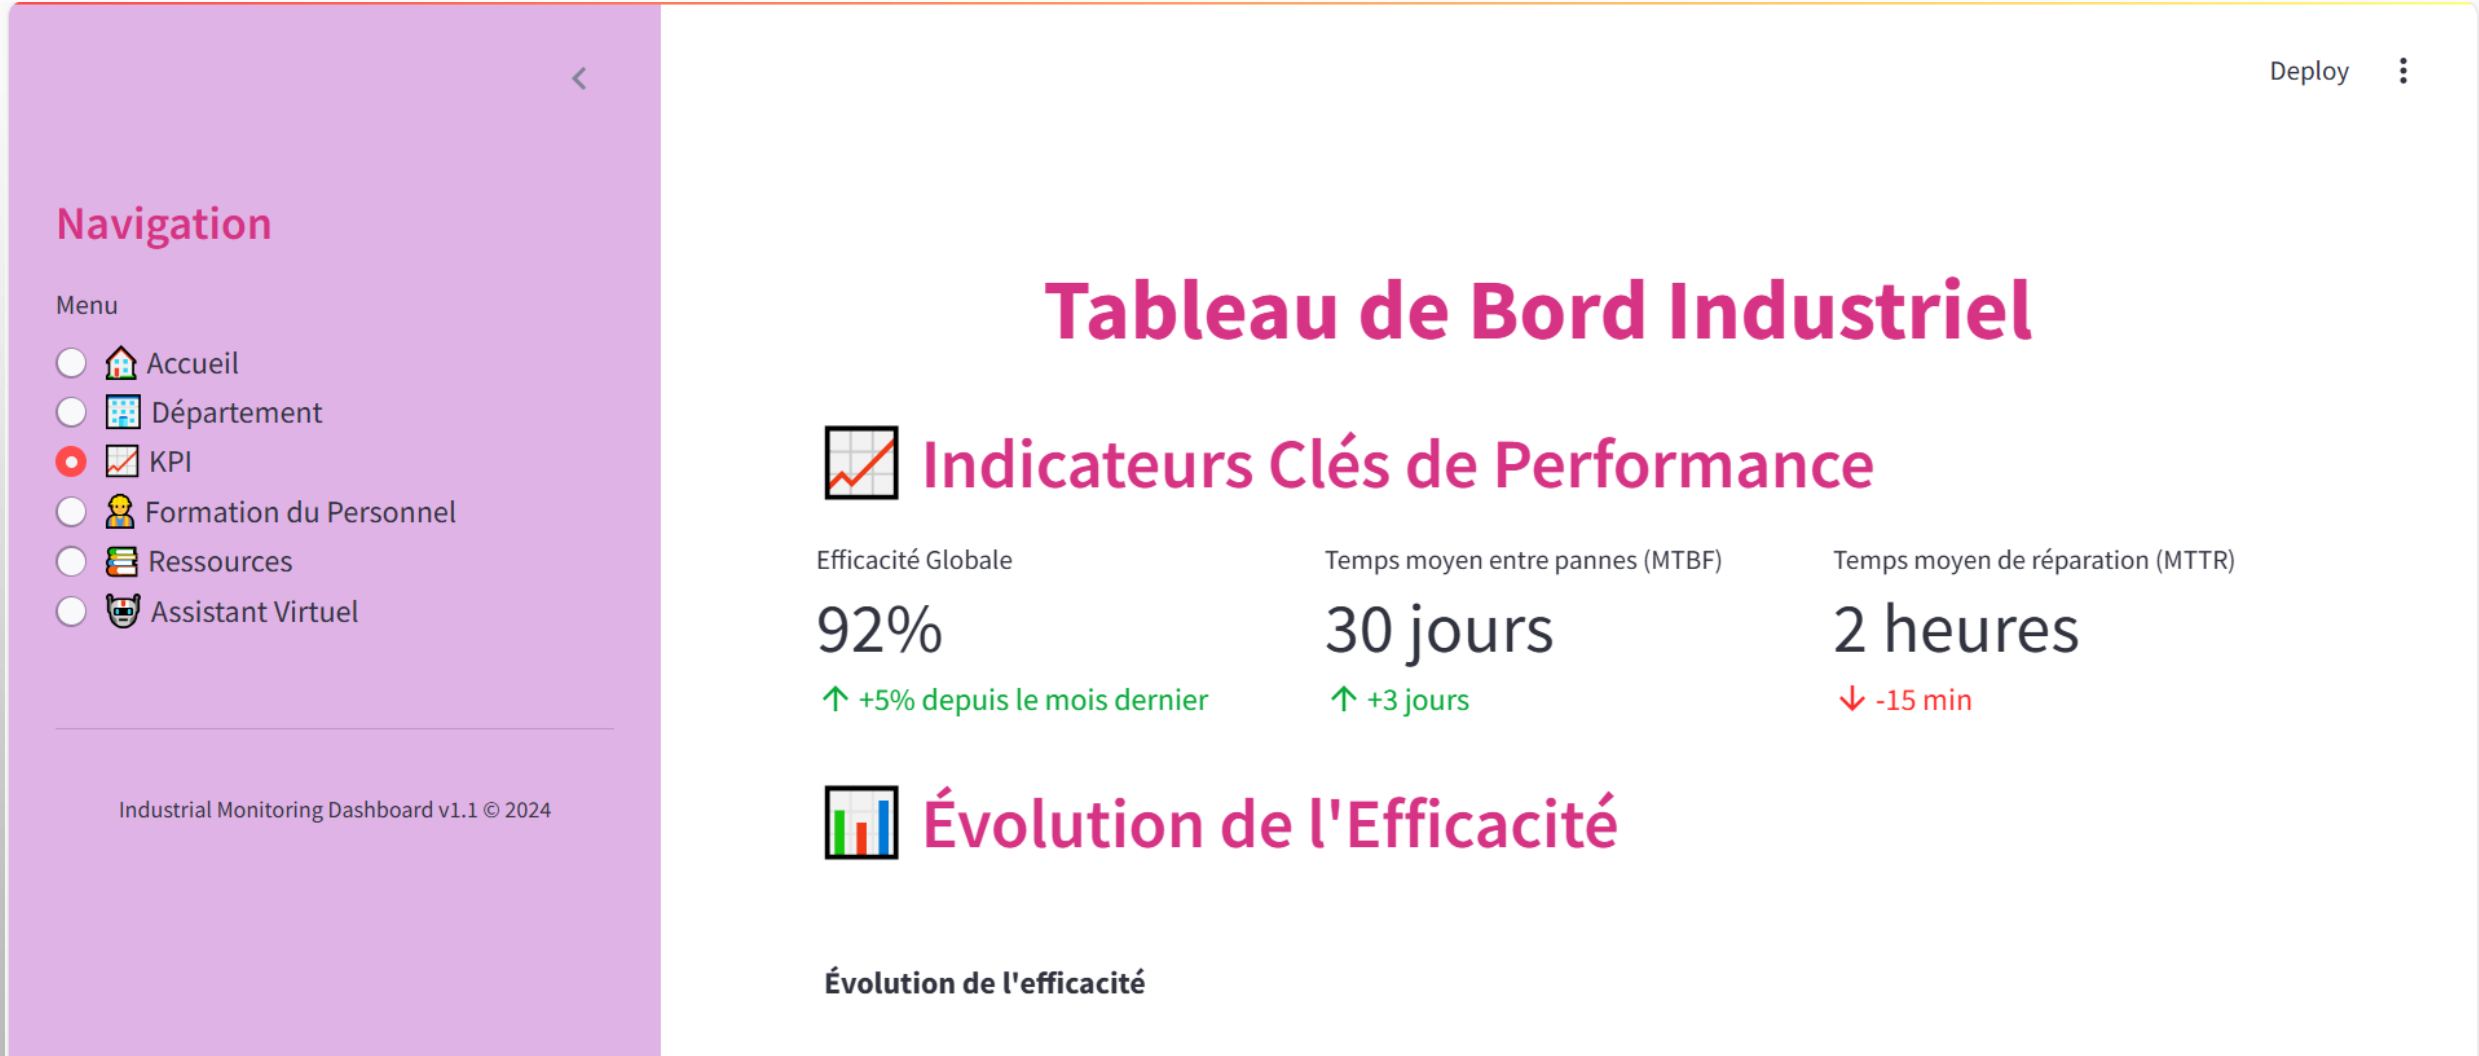 Deploy
Navigation
Menu
Accueil
Département
KPI
Formation du Personnel
Ressources
Assistant Virtuel
Industrial Monitoring Dashboard v1.1 © 2024
Tableau de Bord Industriel
Indicateurs Clés de Performance
Efficacité Globale
92%
↑ +5% depuis le mois dernier
Temps moyen entre pannes (MTBF)
30 jours
↑ +3 jours
Temps moyen de réparation (MTTR)
2 heures
↓ -15 min
Évolution de l'Efficacité
Évolution de l'efficacité